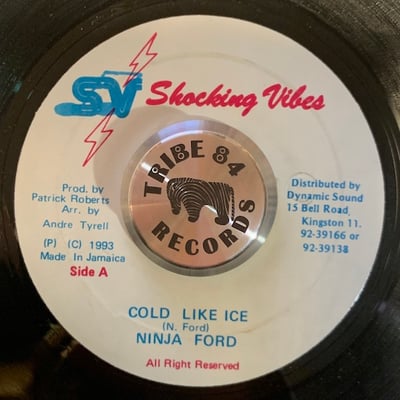 SV Shocking Vibes
TRIBE 84
RECORDS
Prod. by
Patrick Roberts
Arr. by
Andre Tyrell
(P) (C) 1993
Made In Jamaica
Side A
Distributed by
Dynamic Sound
15 Bell Road,
Kingston 11.
92-39166 or
92-39138
COLD LIKE ICE
(N. Ford)
NINJA FORD
All Right Reserved